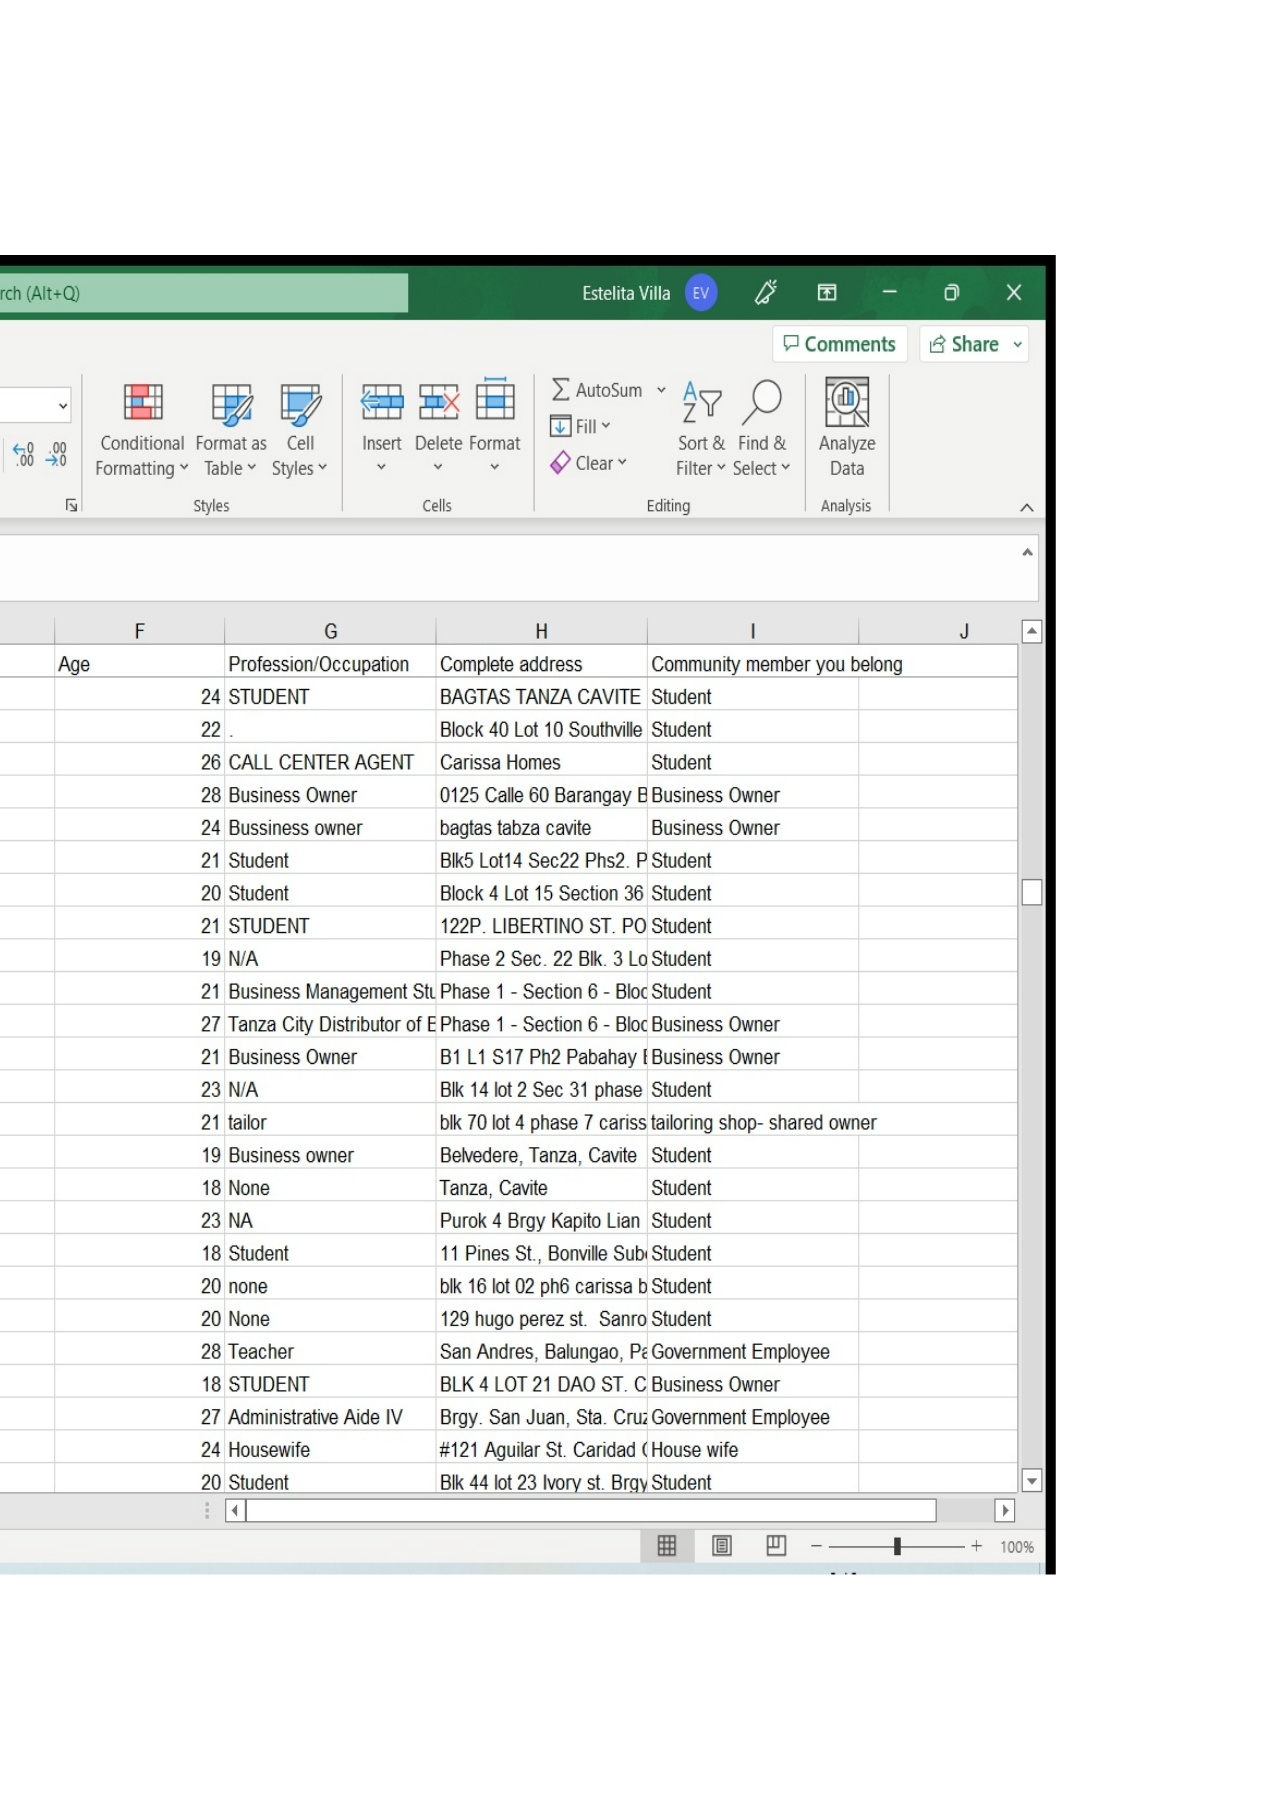 rch (Alt+Q) Estelita Villa EV
Comments Share
Conditional Formatting Format as Table Cell Styles Insert Delete Format AutoSum Fill Clear Sort & Filter Find & Select Analyze Data
Styles Cells Editing Analysis
F G H I J
Age Profession/Occupation Complete address Community member you belong
24 STUDENT BAGTAS TANZA CAVITE Student
22 . Block 40 Lot 10 Southville Student
26 CALL CENTER AGENT Carissa Homes Student
28 Business Owner 0125 Calle 60 Barangay B Business Owner
24 Bussiness owner bagtas tabza cavite Business Owner
21 Student Blk5 Lot14 Sec22 Phs2. P Student
20 Student Block 4 Lot 15 Section 36 Student
21 STUDENT 122P. LIBERTINO ST. PO Student
19 N/A Phase 2 Sec. 22 Blk. 3 Lo Student
21 Business Management Stu Phase 1 - Section 6 - Bloc Student
27 Tanza City Distributor of Phase 1 - Section 6 - Bloc Business Owner
21 Business Owner B1 L1 S17 Ph2 Pabahay Business Owner
23 N/A Blk 14 lot 2 Sec 31 phase Student
21 tailor blk 70 lot 4 phase 7 cariss tailoring shop- shared owner
19 Business owner Belvedere, Tanza, Cavite Student
18 None Tanza, Cavite Student
23 NA Purok 4 Brgy Kapito Lian Student
18 Student 11 Pines St., Bonville Sub Student
20 none blk 16 lot 02 ph6 carissa b Student
20 None 129 hugo perez st. Sanro Student
28 Teacher San Andres, Balungao, Pa Government Employee
18 STUDENT BLK 4 LOT 21 DAO ST. C Business Owner
27 Administrative Aide IV Brgy. San Juan, Sta. Cruz Government Employee
24 Housewife #121 Aguilar St. Caridad House wife
20 Student Blk 44 lot 23 Ivory st. Brgy Student
100%